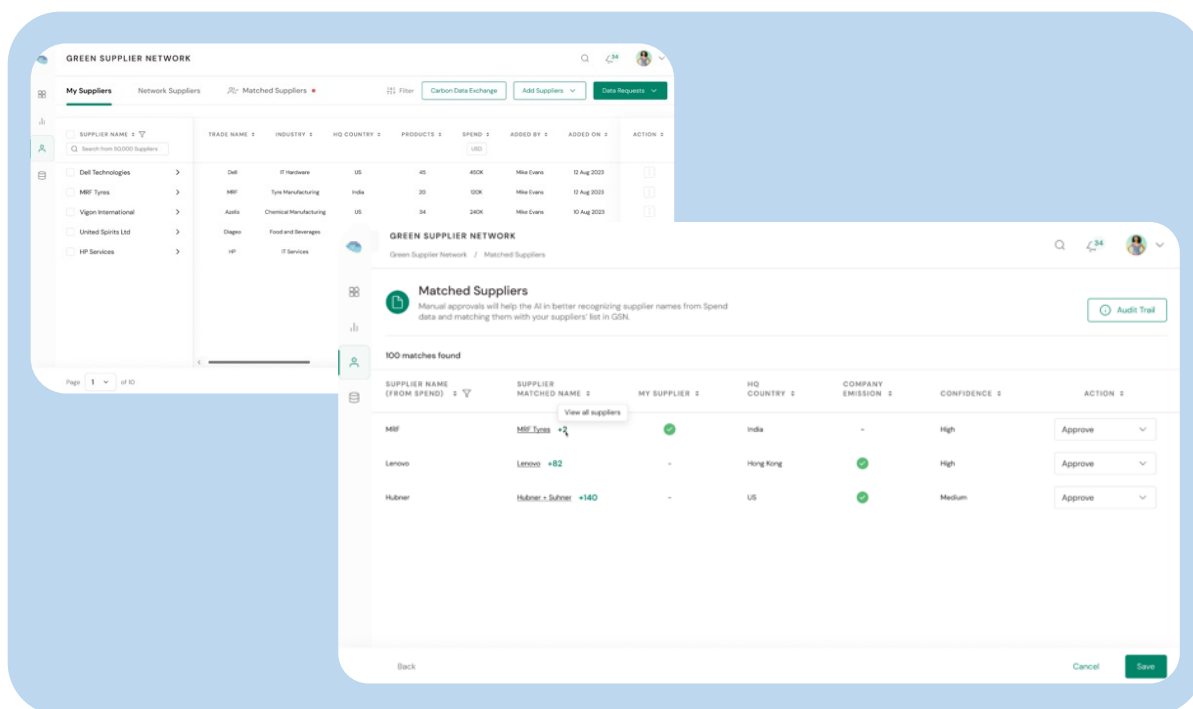 GREEN SUPPLIER NETWORK
34
My Suppliers Network Suppliers Matched Suppliers Filter Carbon Data Exchange Add Suppliers Data Requests
SUPPLIER NAME TRADE NAME INDUSTRY HQ COUNTRY PRODUCTS SPEND ADDED BY ADDED ON ACTION
Search from 50,000 Suppliers USD
Dell Technologies Dell IT Hardware US 45 450K Mike Evans 12 Aug 2023
MRF Tyres MRF Tyre Manufacturing India 20 120K Mike Evans 12 Aug 2023
Vigon International Azelis Chemical Manufacturing US 34 240K Mike Evans 10 Aug 2023
United Spirits Ltd Diageo Food and Beverages
HP Services HP IT Services
Page 1 of 10
GREEN SUPPLIER NETWORK
34
Green Supplier Network / Matched Suppliers
Matched Suppliers
Manual approvals will help the AI in better recognizing supplier names from Spend
data and matching them with your suppliers' list in GSN.
Audit Trail
100 matches found
SUPPLIER NAME (FROM SPEND) SUPPLIER MATCHED NAME MY SUPPLIER HQ COUNTRY COMPANY EMISSION CONFIDENCE ACTION
View all suppliers
MRF MRF Tyres +2 India - High Approve
Lenovo Lenovo +82 - Hong Kong High Approve
Hubner Hubner + Suhner +140 - US Medium Approve
Back Cancel Save